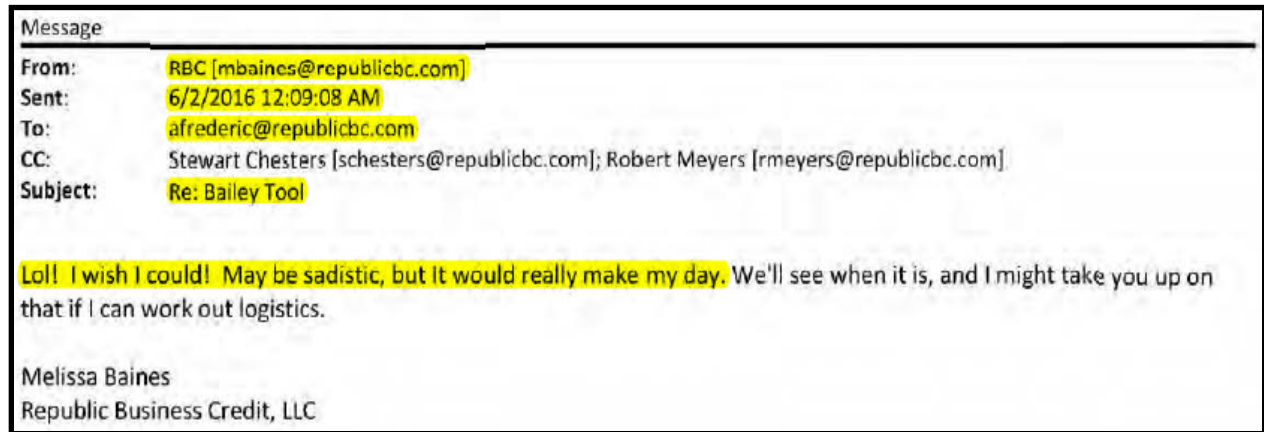 Message
From: RBC [mbaines@republicbc.com]
Sent: 6/2/2016 12:09:08 AM
To: afrederic@republicbc.com
CC: Stewart Chesters [schesters@republicbc.com]; Robert Meyers [rmeyers@republicbc.com]
Subject: Re: Bailey Tool
Lol! I wish I could! May be sadistic, but It would really make my day. We'll see when it is, and I might take you up on
that if I can work out logistics.
Melissa Baines
Republic Business Credit, LLC